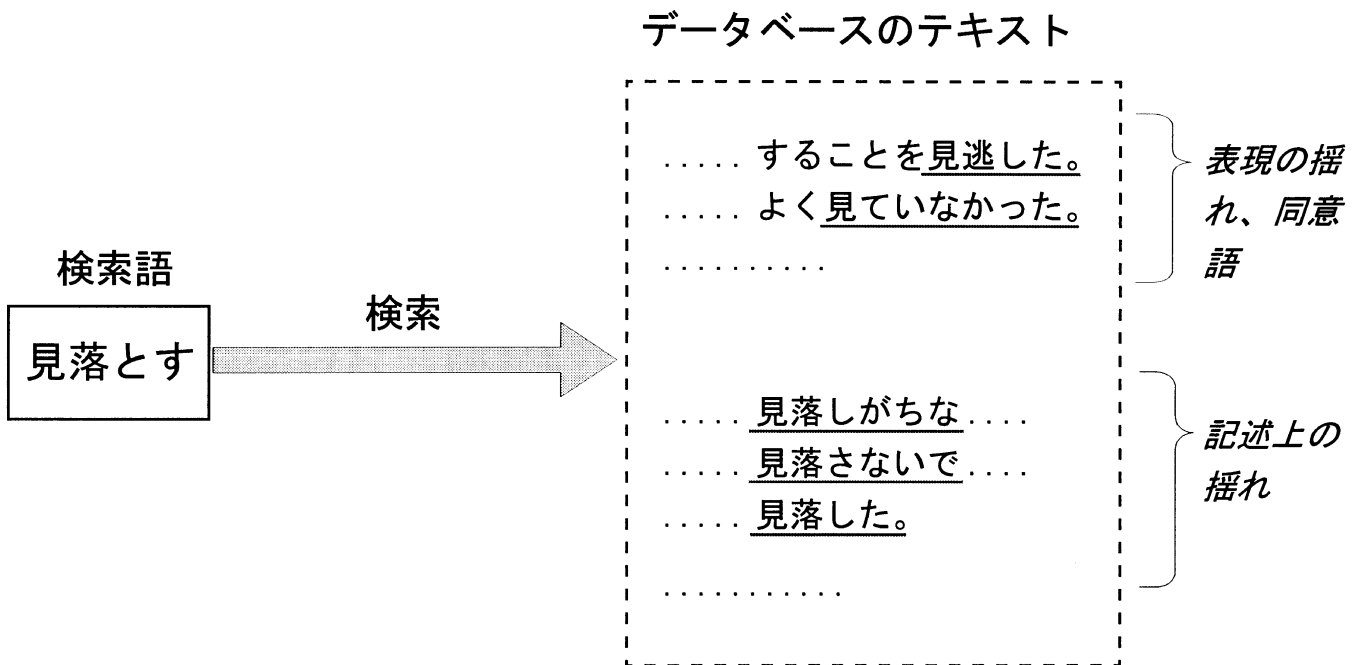 データベースのテキスト
..... することを見逃した。
..... よく見ていなかった。
..........
表現の揺
れ、同意
語
検索語
見落とす
検索
..... 見落しがちな....
..... 見落さないで....
..... 見落した。
...........
記述上の
揺れ